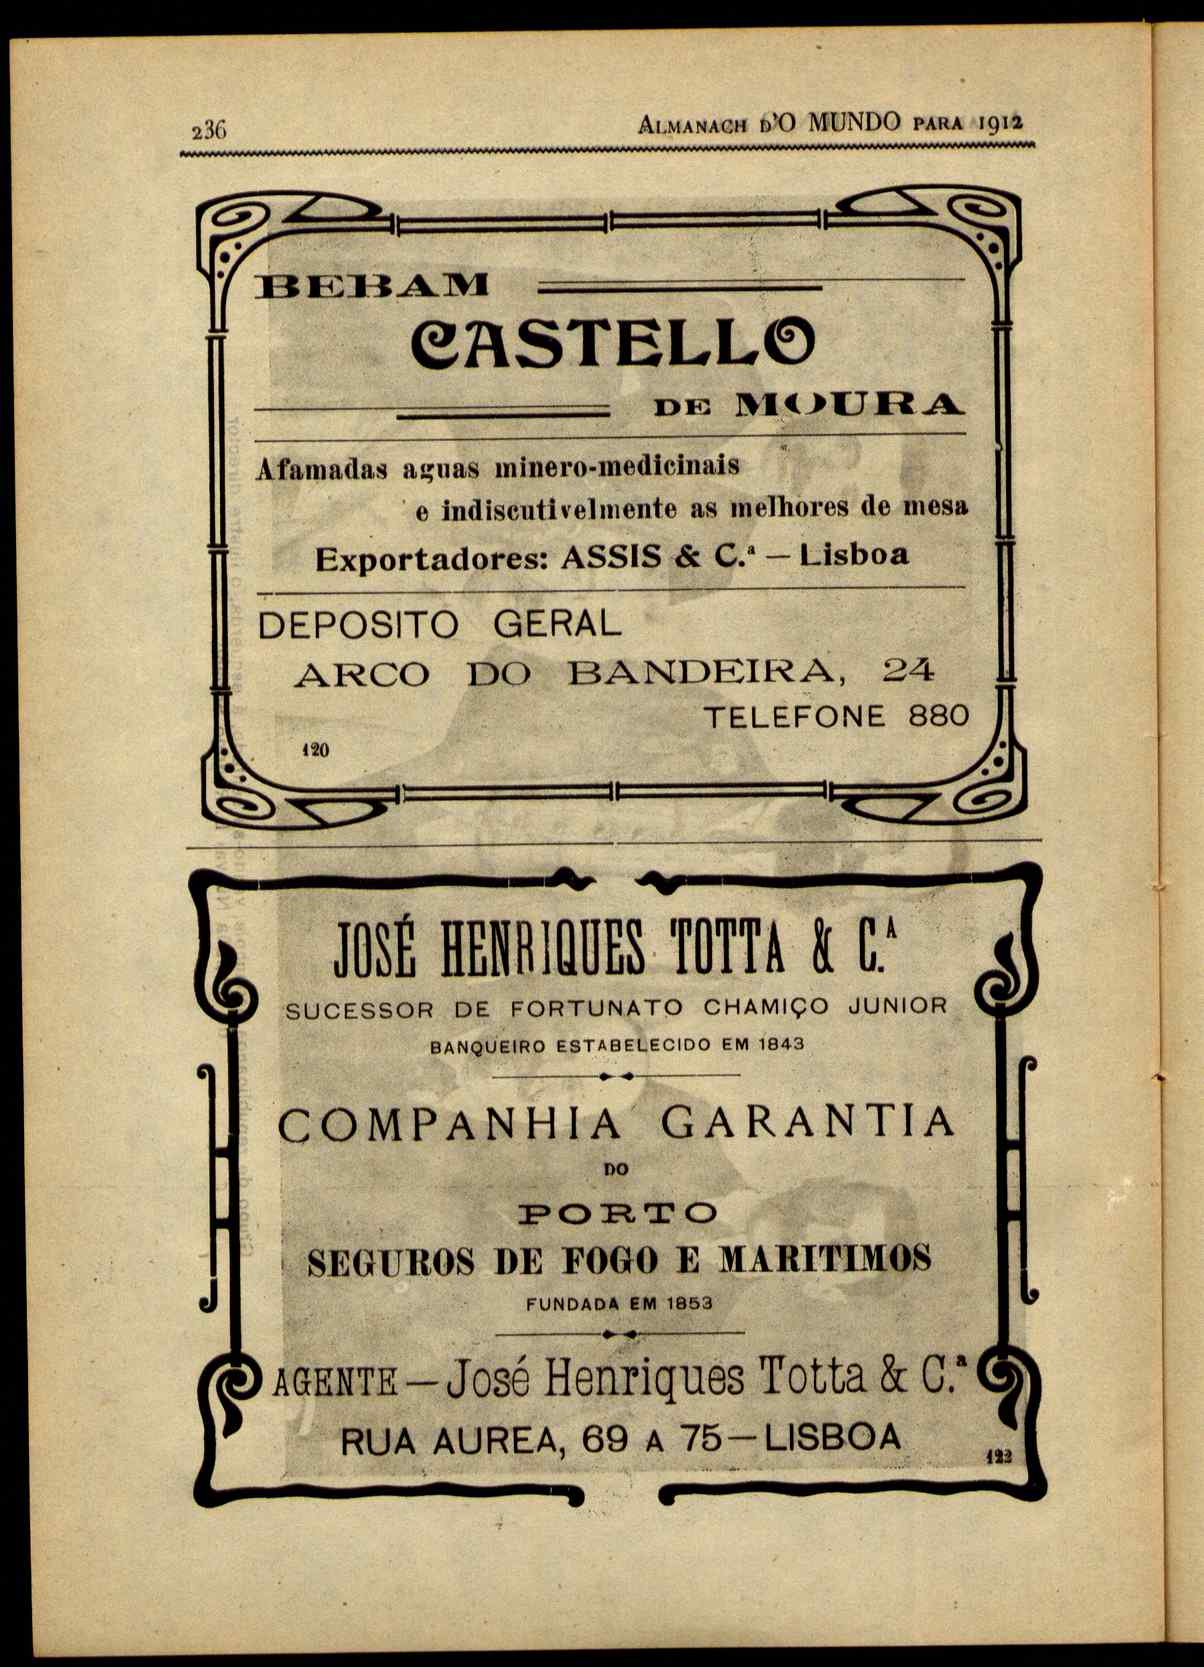 236
ALMANACH D'O MUNDO PARA 1912
BEBAM
CASTELLO
DE MOURA
Afamadas aguas minero-medicinais
e indiscutivelmente as melhores de mesa
Exportadores: ASSIS & C.ª — Lisboa
DEPOSITO GERAL
ARCO DO BANDEIRA, 24
TELEFONE 880
120
JOSÉ HENRIQUES TOTTA & C.ª
SUCESSOR DE FORTUNATO CHAMIÇO JUNIOR
BANQUEIRO ESTABELECIDO EM 1843
COMPANHIA GARANTIA
DO
PORTO
SEGUROS DE FOGO E MARITIMOS
FUNDADA EM 1853
AGENTE — José Henriques Totta & C.ª
RUA AUREA, 69 A 75 — LISBOA
122